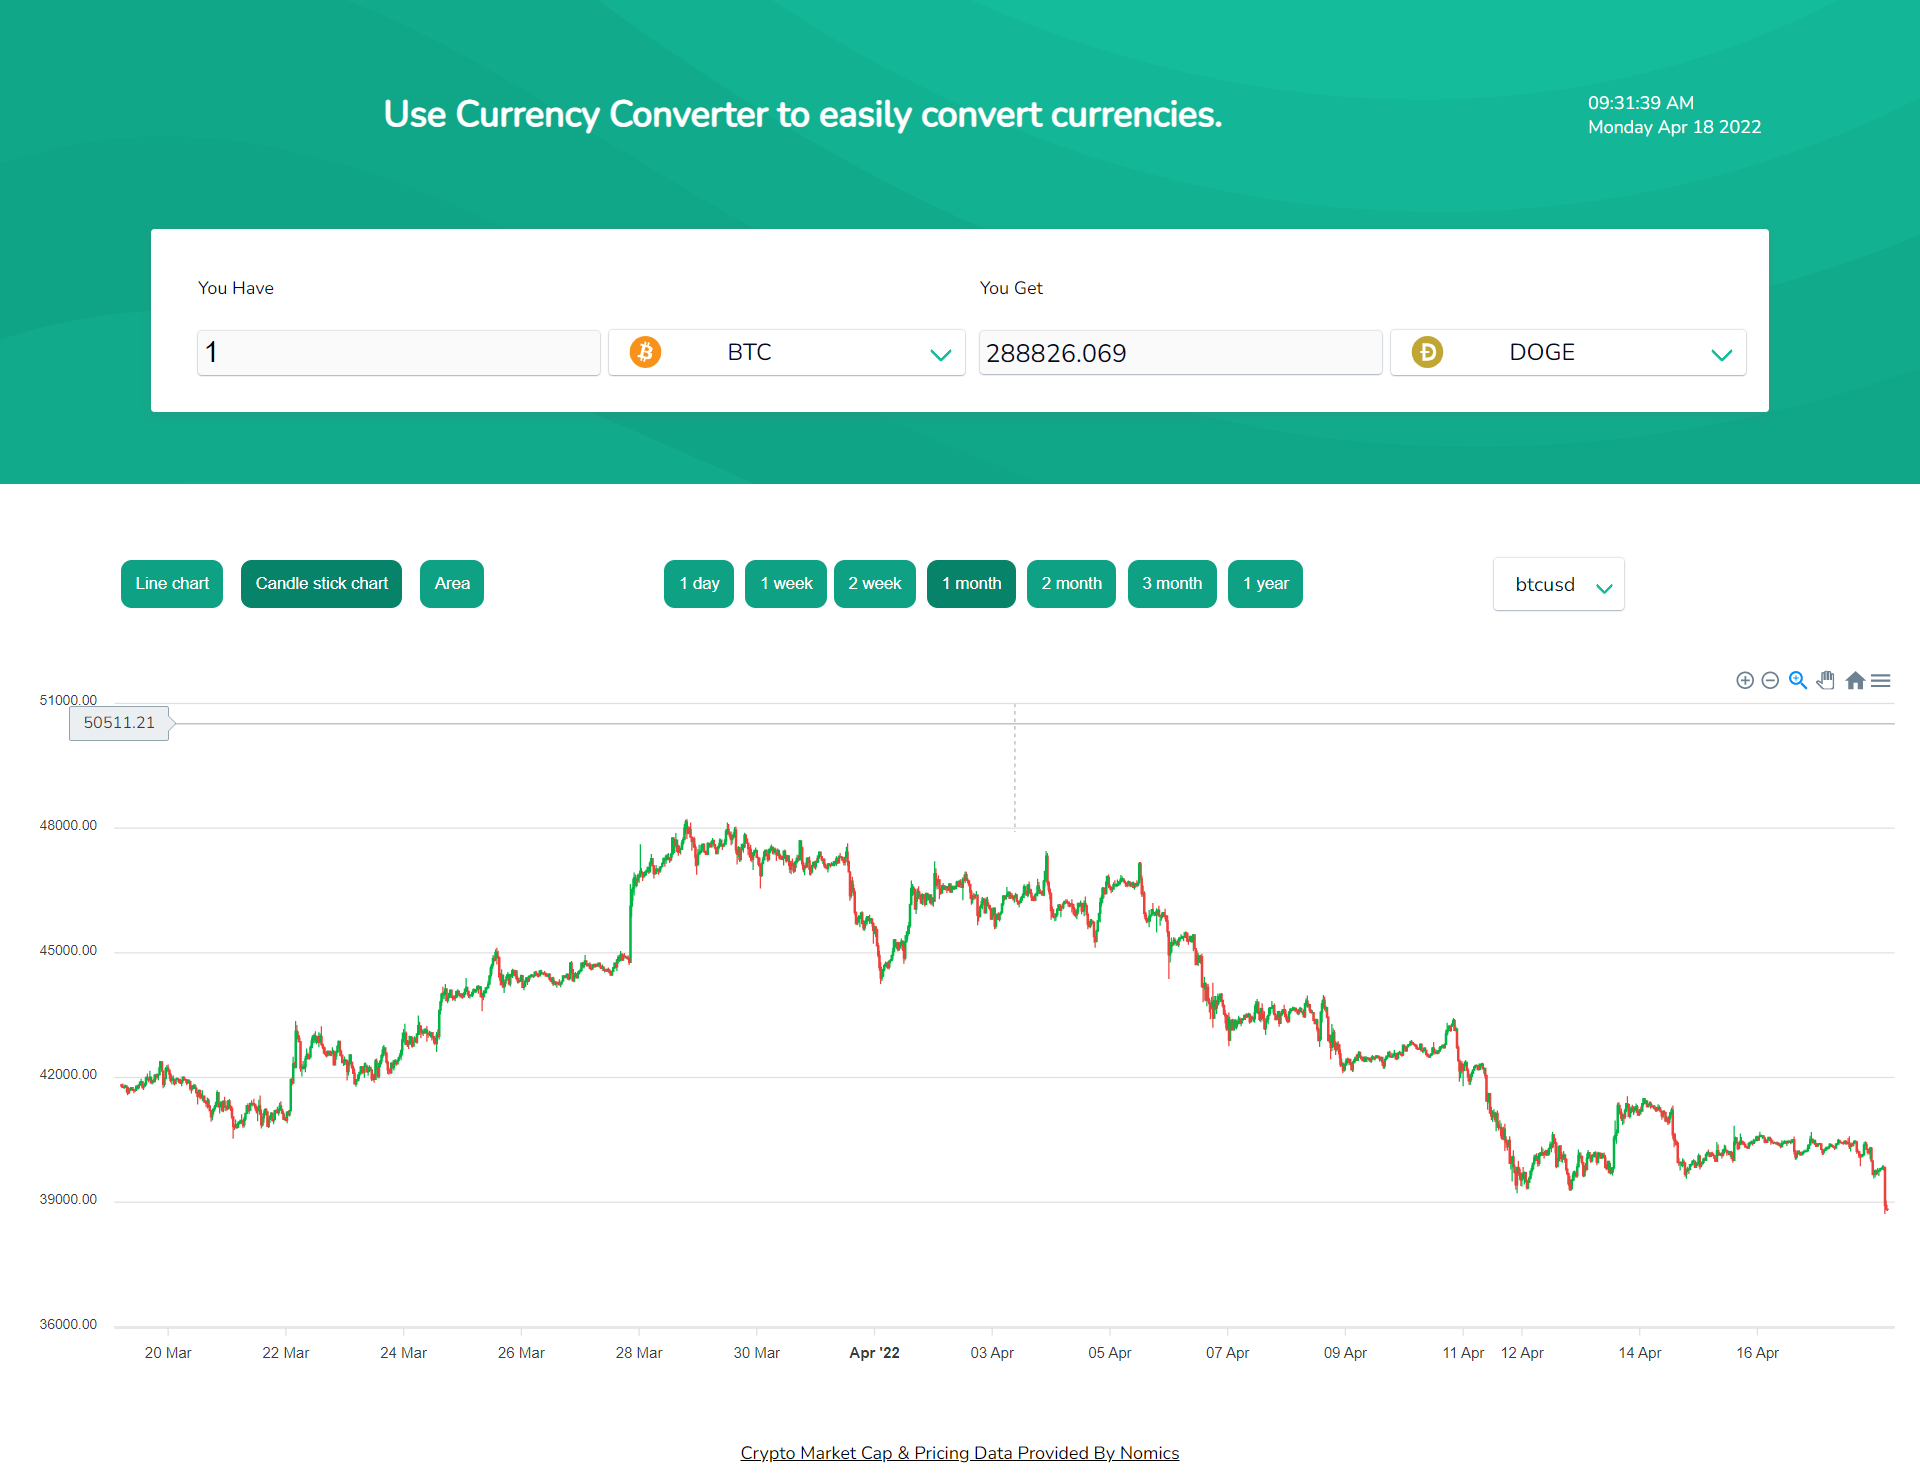 Use Currency Converter to easily convert currencies.
09:31:39 AM
Monday Apr 18 2022
You Have
You Get
1
BTC
288826.069
DOGE
Line chart
Candle stick chart
Area
1 day
1 week
2 week
1 month
2 month
3 month
1 year
btcusd
51000.00
50511.21
48000.00
45000.00
42000.00
39000.00
36000.00
20 Mar
22 Mar
24 Mar
26 Mar
28 Mar
30 Mar
Apr '22
03 Apr
05 Apr
07 Apr
09 Apr
11 Apr
12 Apr
14 Apr
16 Apr
Crypto Market Cap & Pricing Data Provided By Nomics